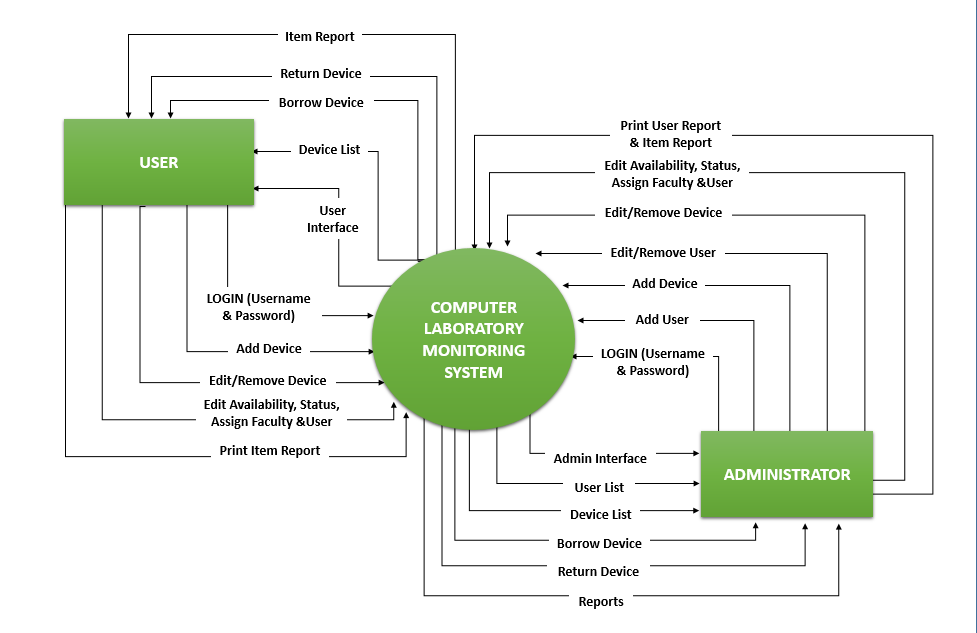 Item Report
Return Device
Borrow Device
Device List
USER
User
Interface
LOGIN (Username
& Password)
Add Device
Edit/Remove Device
Edit Availability, Status,
Assign Faculty &User
Print Item Report
COMPUTER
LABORATORY
MONITORING
SYSTEM
Print User Report
& Item Report
Edit Availability, Status,
Assign Faculty &User
Edit/Remove Device
Edit/Remove User
Add Device
Add User
LOGIN (Username
& Password)
ADMINISTRATOR
Admin Interface
User List
Device List
Borrow Device
Return Device
Reports